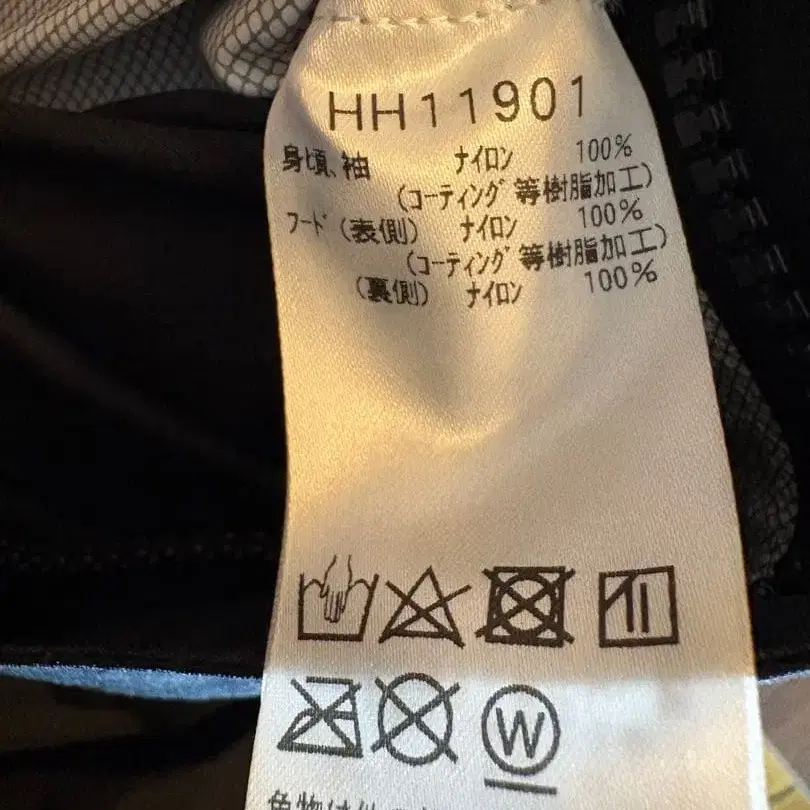 HH11901
身頃、袖 ナイロン 100%
(コーティング等樹脂加工)
フード(表側) ナイロン 100%
(コーティング等樹脂加工)
(裏側) ナイロン 100%
W